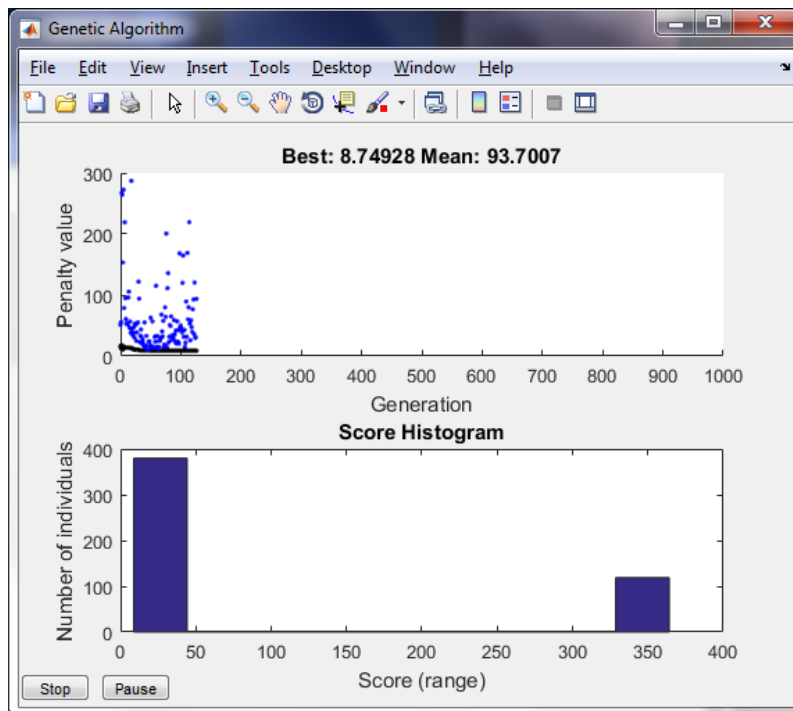 Genetic Algorithm
File Edit View Insert Tools Desktop Window Help
Best: 8.74928 Mean: 93.7007
300
200
100
0
Penalty value
0 100 200 300 400 500 600 700 800 900 1000
Generation
Score Histogram
400
300
200
100
0
Number of individuals
0 50 100 150 200 250 300 350 400
Score (range)
Stop Pause